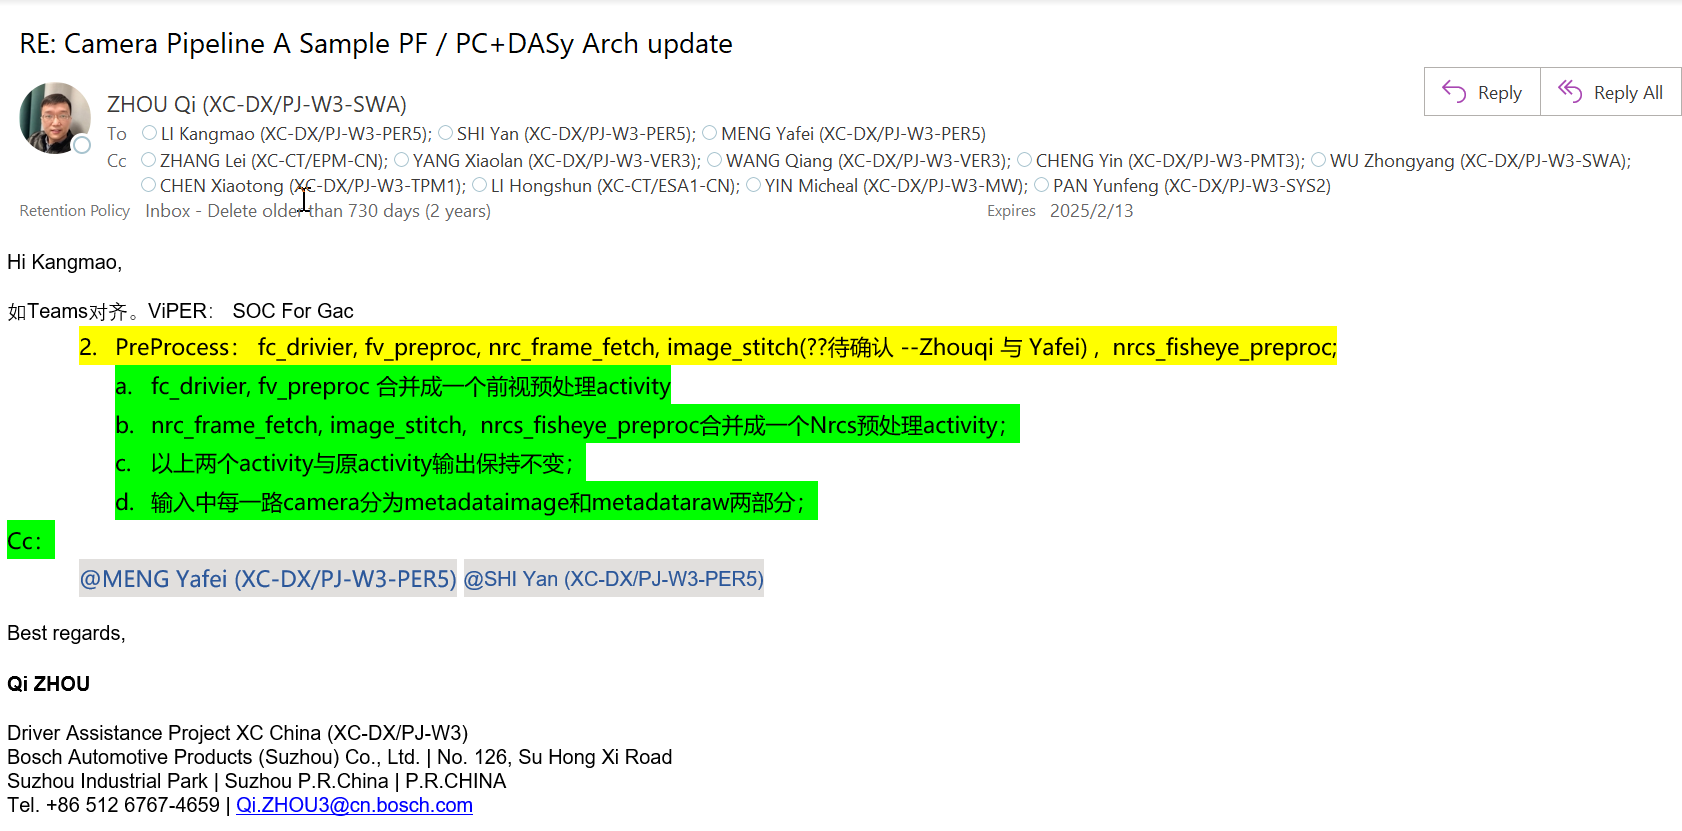 RE: Camera Pipeline A Sample PF / PC+DASy Arch update
Reply
Reply All
ZHOU Qi (XC-DX/PJ-W3-SWA)
To LI Kangmao (XC-DX/PJ-W3-PER5); SHI Yan (XC-DX/PJ-W3-PER5); MENG Yafei (XC-DX/PJ-W3-PER5)
Cc ZHANG Lei (XC-CT/EPM-CN); YANG Xiaolan (XC-DX/PJ-W3-VER3); WANG Qiang (XC-DX/PJ-W3-VER3); CHENG Yin (XC-DX/PJ-W3-PMT3); WU Zhongyang (XC-DX/PJ-W3-SWA);
CHEN Xiaotong (XC-DX/PJ-W3-TPM1); LI Hongshun (XC-CT/ESA1-CN); YIN Micheal (XC-DX/PJ-W3-MW); PAN Yunfeng (XC-DX/PJ-W3-SYS2)
Retention Policy Inbox - Delete older than 730 days (2 years) Expires 2025/2/13
Hi Kangmao,
如Teams对齐。ViPER： SOC For Gac
2. PreProcess： fc_drivier, fv_preproc, nrc_frame_fetch, image_stitch(??待确认 --Zhouqi 与 Yafei) , nrcs_fisheye_preproc;
a. fc_drivier, fv_preproc 合并成一个前视预处理activity
b. nrc_frame_fetch, image_stitch, nrcs_fisheye_preproc合并成一个Nrcs预处理activity；
c. 以上两个activity与原activity输出保持不变；
d. 输入中每一路camera分为metadataimage和metadataraw两部分；
Cc：
@MENG Yafei (XC-DX/PJ-W3-PER5) @SHI Yan (XC-DX/PJ-W3-PER5)
Best regards,
Qi ZHOU
Driver Assistance Project XC China (XC-DX/PJ-W3)
Bosch Automotive Products (Suzhou) Co., Ltd. | No. 126, Su Hong Xi Road
Suzhou Industrial Park | Suzhou P.R.China | P.R.CHINA
Tel. +86 512 6767-4659 | Qi.ZHOU3@cn.bosch.com